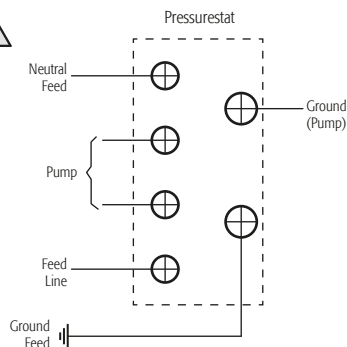 Pressurestat
Neutral
Feed
Ground
(Pump)
Pump
Feed
Line
Ground
Feed